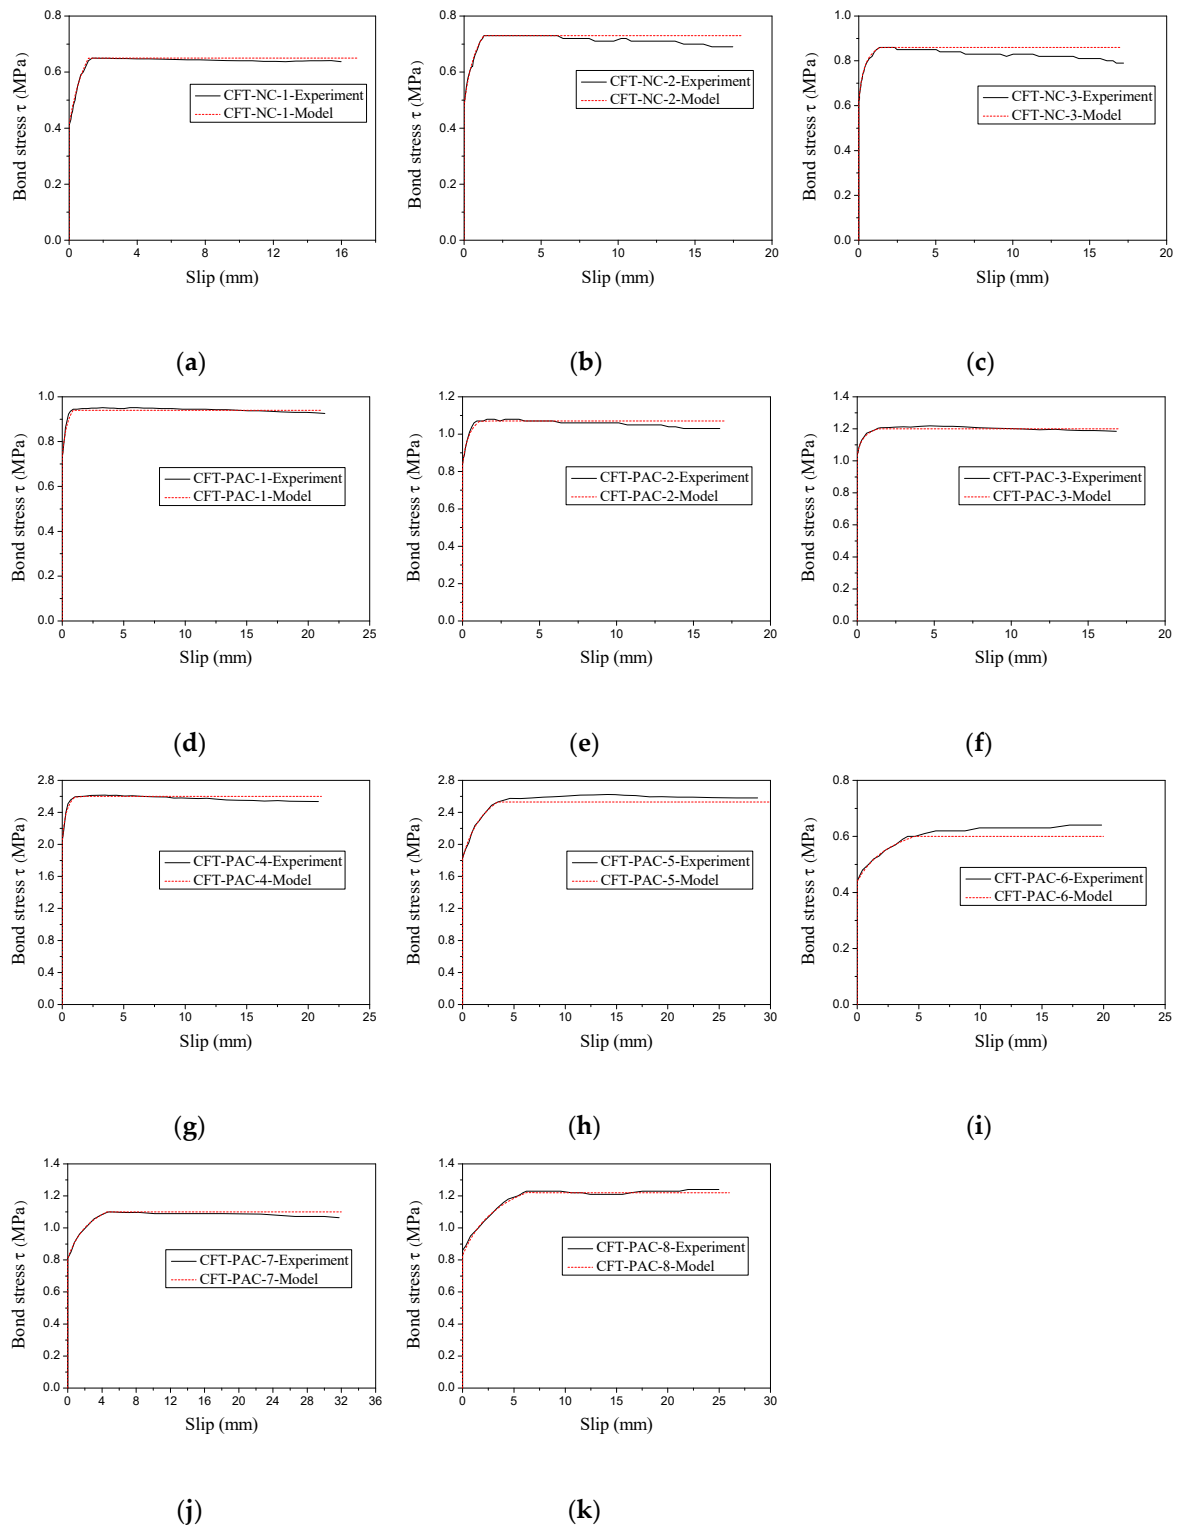 0.8
0.6
0.4
0.2
0.0
Bond stress τ (MPa)
CFT-NC-1-Experiment
CFT-NC-1-Model
0 4 8 12 16
Slip (mm)
(a)
0.8
0.7
0.6
0.5
0.4
0.3
0.2
0.1
0.0
Bond stress τ (MPa)
CFT-NC-2-Experiment
CFT-NC-2-Model
0 5 10 15 20
Slip (mm)
(b)
1.0
0.8
0.6
0.4
0.2
0.0
Bond stress τ (MPa)
CFT-NC-3-Experiment
CFT-NC-3-Model
0 5 10 15 20
Slip (mm)
(c)
1.0
0.8
0.6
0.4
0.2
0.0
Bond stress τ (MPa)
CFT-PAC-1-Experiment
CFT-PAC-1-Model
0 5 10 15 20 25
Slip (mm)
(d)
1.2
1.0
0.8
0.6
0.4
0.2
0.0
Bond stress τ (MPa)
CFT-PAC-2-Experiment
CFT-PAC-2-Model
0 5 10 15 20
Slip (mm)
(e)
1.4
1.2
1.0
0.8
0.6
0.4
0.2
0.0
Bond stress τ (MPa)
CFT-PAC-3-Experiment
CFT-PAC-3-Model
0 5 10 15 20
Slip (mm)
(f)
2.8
2.4
2.0
1.6
1.2
0.8
0.4
0.0
Bond stress τ (MPa)
CFT-PAC-4-Experiment
CFT-PAC-4-Model
0 5 10 15 20 25
Slip (mm)
(g)
2.8
2.4
2.0
1.6
1.2
0.8
0.4
0.0
Bond stress τ (MPa)
CFT-PAC-5-Experiment
CFT-PAC-5-Model
0 5 10 15 20 25 30
Slip (mm)
(h)
0.8
0.6
0.4
0.2
0.0
Bond stress τ (MPa)
CFT-PAC-6-Experiment
CFT-PAC-6-Model
0 5 10 15 20 25
Slip (mm)
(i)
1.4
1.2
1.0
0.8
0.6
0.4
0.2
0.0
Bond stress τ (MPa)
CFT-PAC-7-Experiment
CFT-PAC-7-Model
0 4 8 12 16 20 24 28 32 36
Slip (mm)
(j)
1.4
1.2
1.0
0.8
0.6
0.4
0.2
0.0
Bond stress τ (MPa)
CFT-PAC-8-Experiment
CFT-PAC-8-Model
0 5 10 15 20 25 30
Slip (mm)
(k)